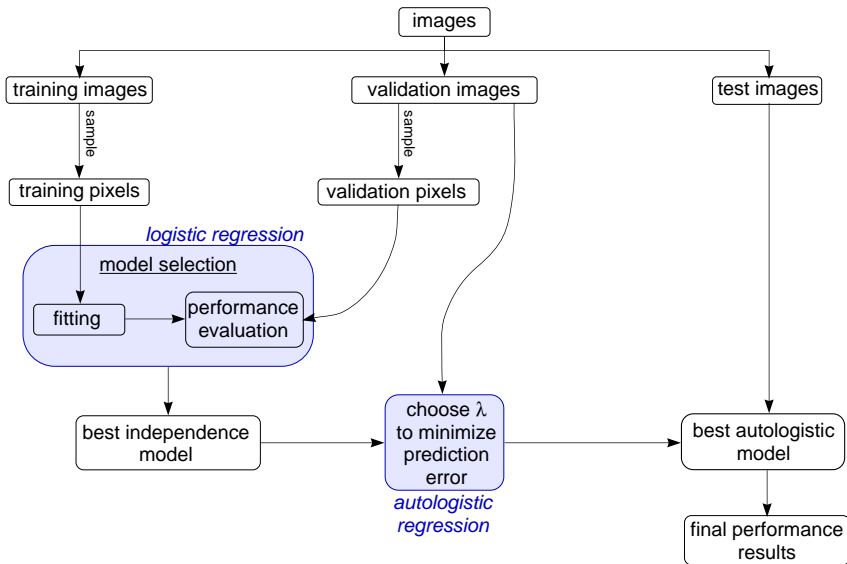 images
training images
validation images
test images
sample
sample
training pixels
validation pixels
logistic regression
model selection
fitting
performance
evaluation
best independence
model
choose λ
to minimize
prediction
error
autologistic
regression
best autologistic
model
final performance
results